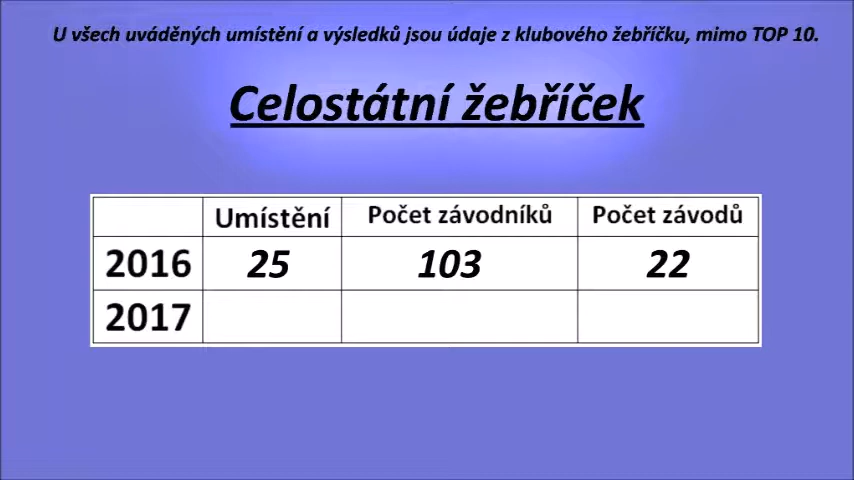 U všech uváděných umístění a výsledků jsou údaje z klubového žebříčku, mimo TOP 10.
Celostátní žebříček
Umístění Počet závodníků Počet závodů
2016 25 103 22
2017